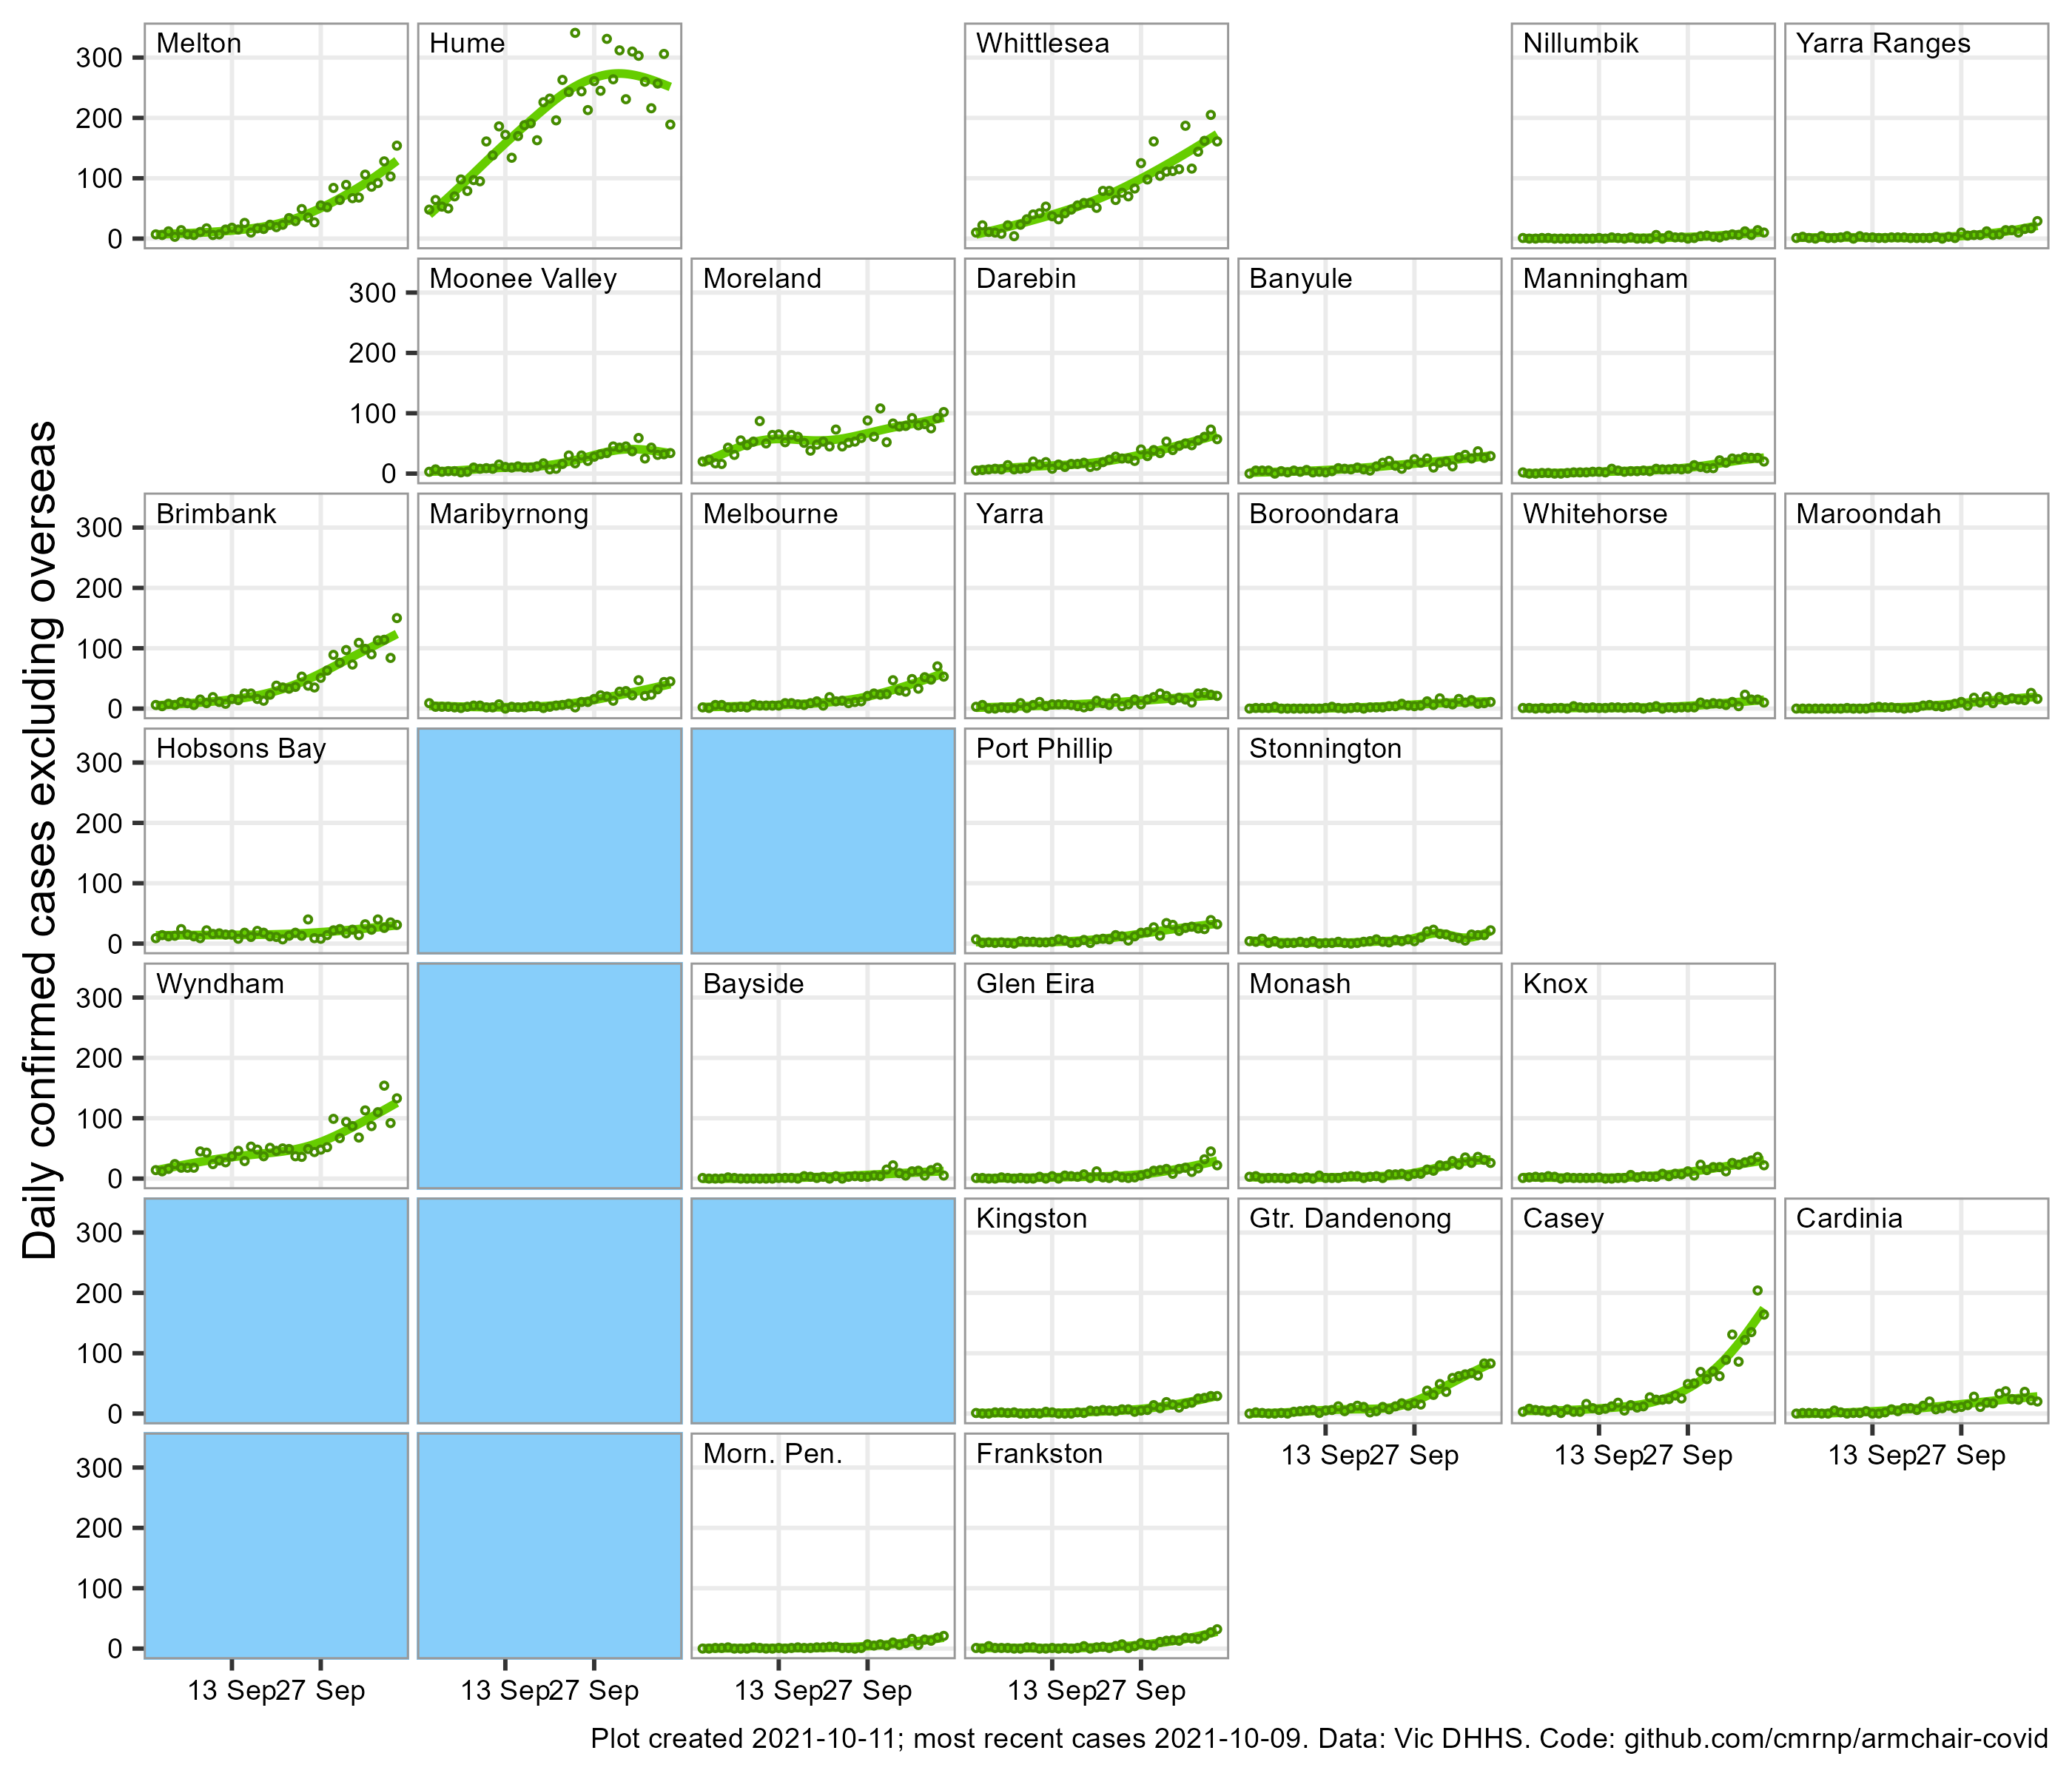 Daily confirmed cases excluding overseas
Melton
Hume
Whittlesea
Nillumbik
Yarra Ranges
300
200
100
0
Moonee Valley
Moreland
Darebin
Banyule
Manningham
300
200
100
0
Brimbank
Maribyrnong
Melbourne
Yarra
Boroondara
Whitehorse
Maroondah
300
200
100
0
Hobsons Bay
Port Phillip
Stonnington
300
200
100
0
Wyndham
Bayside
Glen Eira
Monash
Knox
300
200
100
0
Kingston
Gtr. Dandenong
Casey
Cardinia
300
200
100
0
13 Sep 27 Sep
13 Sep 27 Sep
13 Sep 27 Sep
Morn. Pen.
Frankston
300
200
100
0
13 Sep 27 Sep
13 Sep 27 Sep
13 Sep 27 Sep
13 Sep 27 Sep
Plot created 2021-10-11; most recent cases 2021-10-09. Data: Vic DHHS. Code: github.com/cmrnp/armchair-covid